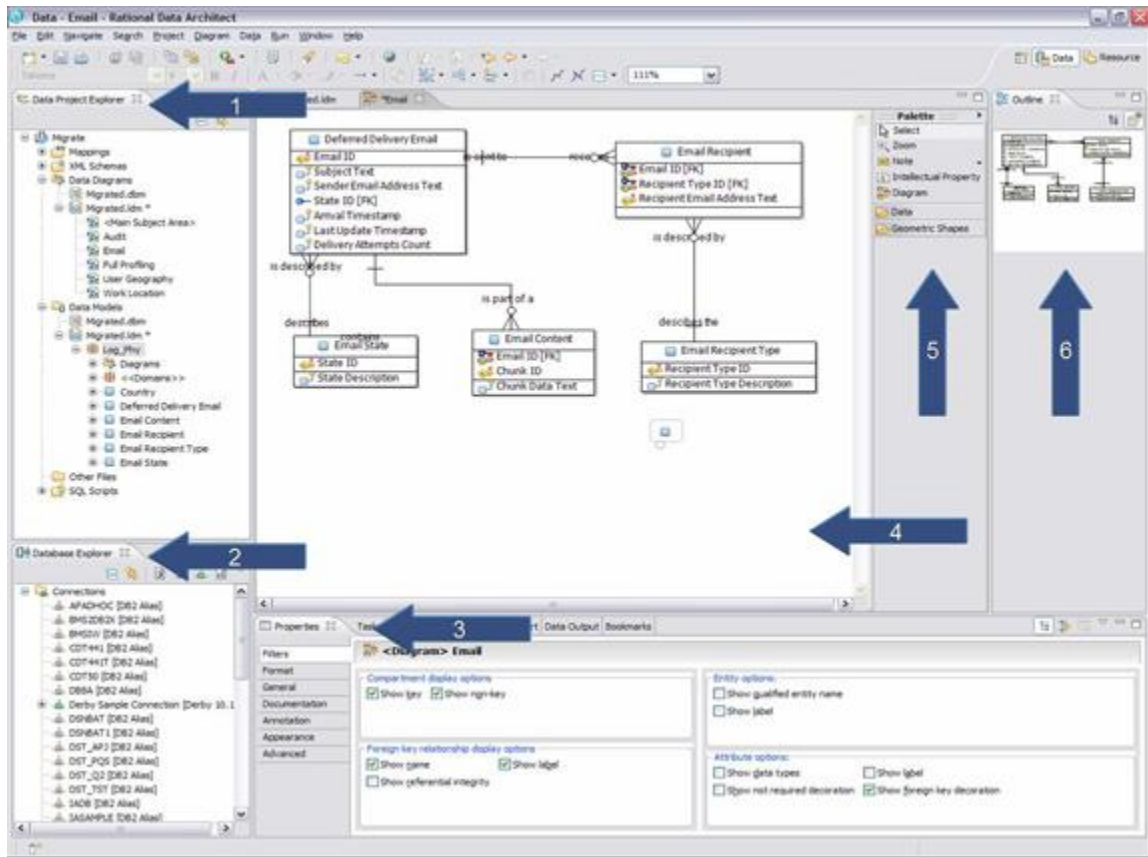 Data - Email - Rational Data Architect
File Edit Navigate Search Project Diagram Data Run Window Help
111%
Data
Resource
Data Project Explorer
1
Migrate
Mappings
XML Schemas
Data Diagrams
Migrated.dbm
Migrated.ldm *
<Main Subject Area>
Audit
Email
Full Profiling
User Geography
Work Location
Data Models
Migrated.dbm
Migrated.ldm *
Log_Phy
Diagrams
<<Domains>>
Country
Deferred Delivery Email
Email Content
Email Recipient
Email Recipient Type
Email State
Other Files
SQL Scripts
Database Explorer
2
Connections
APADHOC [DB2 Alias]
BMS2DB2X [DB2 Alias]
BMSIW [DB2 Alias]
CDT441 [DB2 Alias]
CDT441T [DB2 Alias]
CDT50 [DB2 Alias]
DBBA [DB2 Alias]
Derby Sample Connection [Derby 10.1
DSNBAT [DB2 Alias]
DSNBAT1 [DB2 Alias]
DST_APJ [DB2 Alias]
DST_PQS [DB2 Alias]
DST_Q2 [DB2 Alias]
DST_TST [DB2 Alias]
IADB [DB2 Alias]
IASAMPLE [DB2 Alias]
*Email
Deferred Delivery Email
Email ID
Subject Text
Sender Email Address Text
State ID [FK]
Arrival Timestamp
Last Update Timestamp
Delivery Attempts Count
is sent to
Email Recipient
Email ID [FK]
Recipient Type ID [FK]
Recipient Email Address Text
is described by
is described by
is part of a
describes
contains
describes the
Email State
State ID
State Description
Email Content
Email ID [FK]
Chunk ID
Chunk Data Text
Email Recipient Type
Recipient Type ID
Recipient Type Description
4
Palette
Select
Zoom
Note
Intellectual Property
Diagram
Data
Geometric Shapes
5
Outline
6
Properties
3
Data Output
Bookmarks
<Diagram> Email
Filters
Format
General
Documentation
Annotation
Appearance
Advanced
Compartment display options
Show key
Show non-key
Foreign key relationship display options
Show name
Show label
Show referential integrity
Entity options:
Show qualified entity name
Show label
Attribute options:
Show data types
Show label
Show not required decoration
Show foreign key decoration